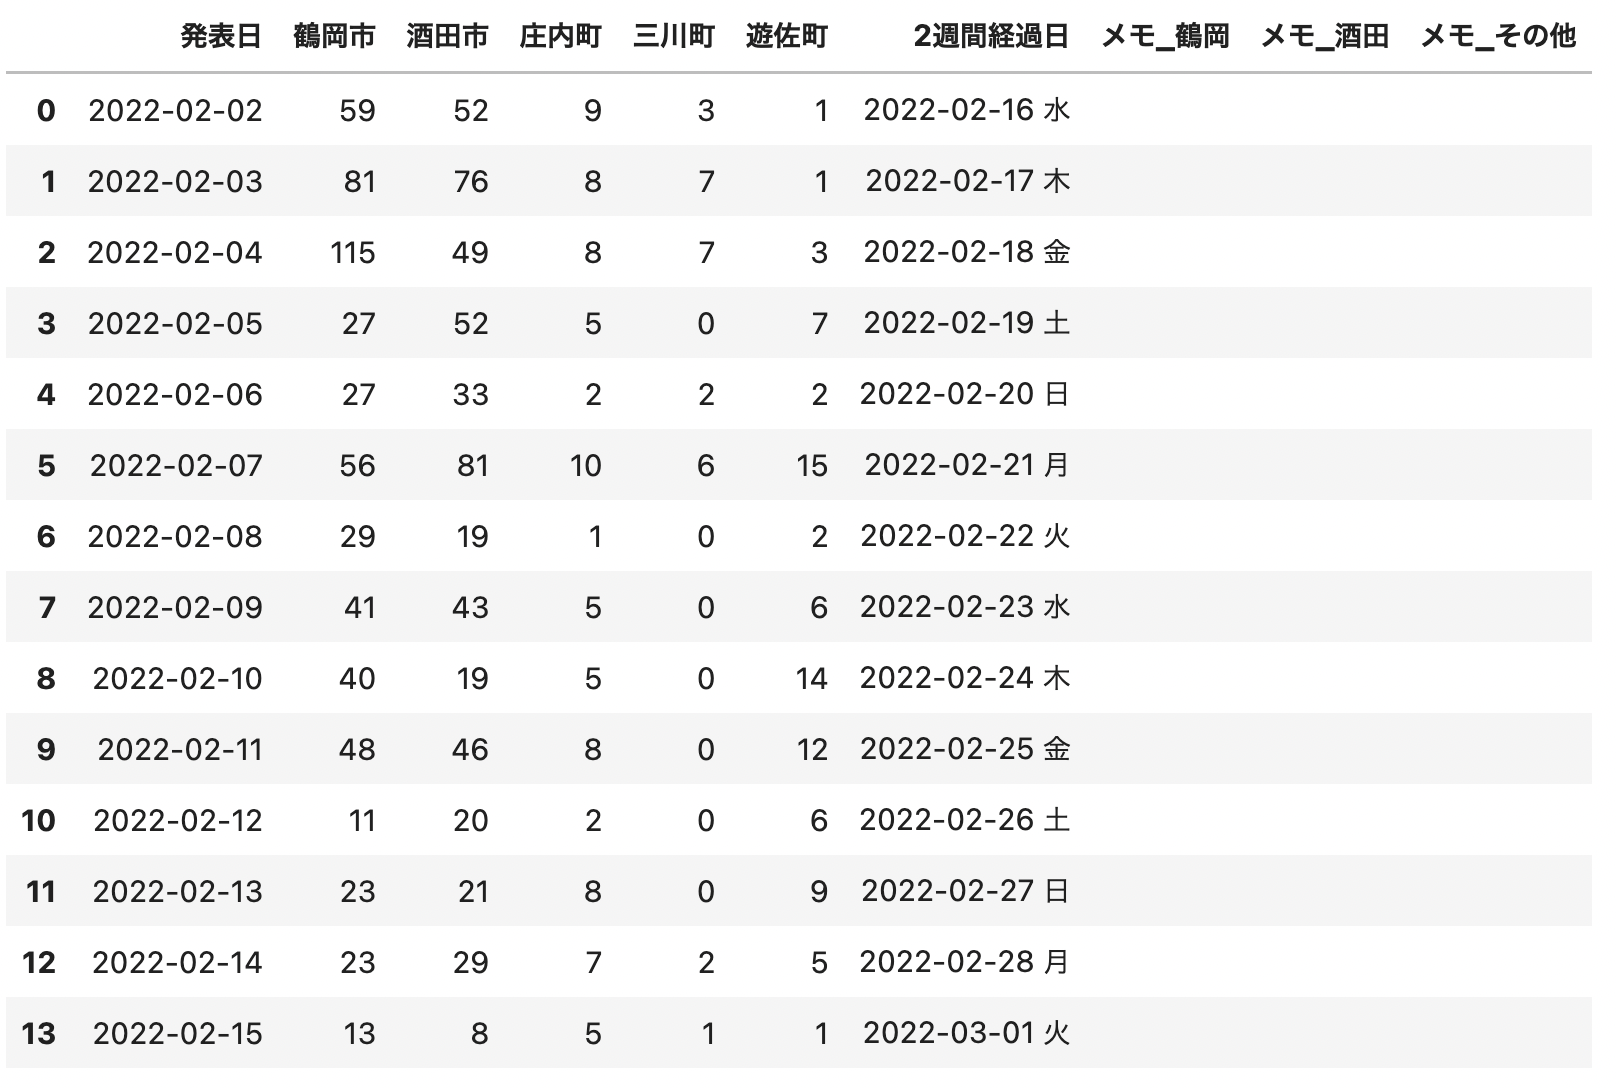 発表日 鶴岡市 酒田市 庄内町 三川町 遊佐町 2週間経過日 メモ_鶴岡 メモ_酒田 メモ_その他
0 2022-02-02 59 52 9 3 1 2022-02-16 水
1 2022-02-03 81 76 8 7 1 2022-02-17 木
2 2022-02-04 115 49 8 7 3 2022-02-18 金
3 2022-02-05 27 52 5 0 7 2022-02-19 土
4 2022-02-06 27 33 2 2 2 2022-02-20 日
5 2022-02-07 56 81 10 6 15 2022-02-21 月
6 2022-02-08 29 19 1 0 2 2022-02-22 火
7 2022-02-09 41 43 5 0 6 2022-02-23 水
8 2022-02-10 40 19 5 0 14 2022-02-24 木
9 2022-02-11 48 46 8 0 12 2022-02-25 金
10 2022-02-12 11 20 2 0 6 2022-02-26 土
11 2022-02-13 23 21 8 0 9 2022-02-27 日
12 2022-02-14 23 29 7 2 5 2022-02-28 月
13 2022-02-15 13 8 5 1 1 2022-03-01 火